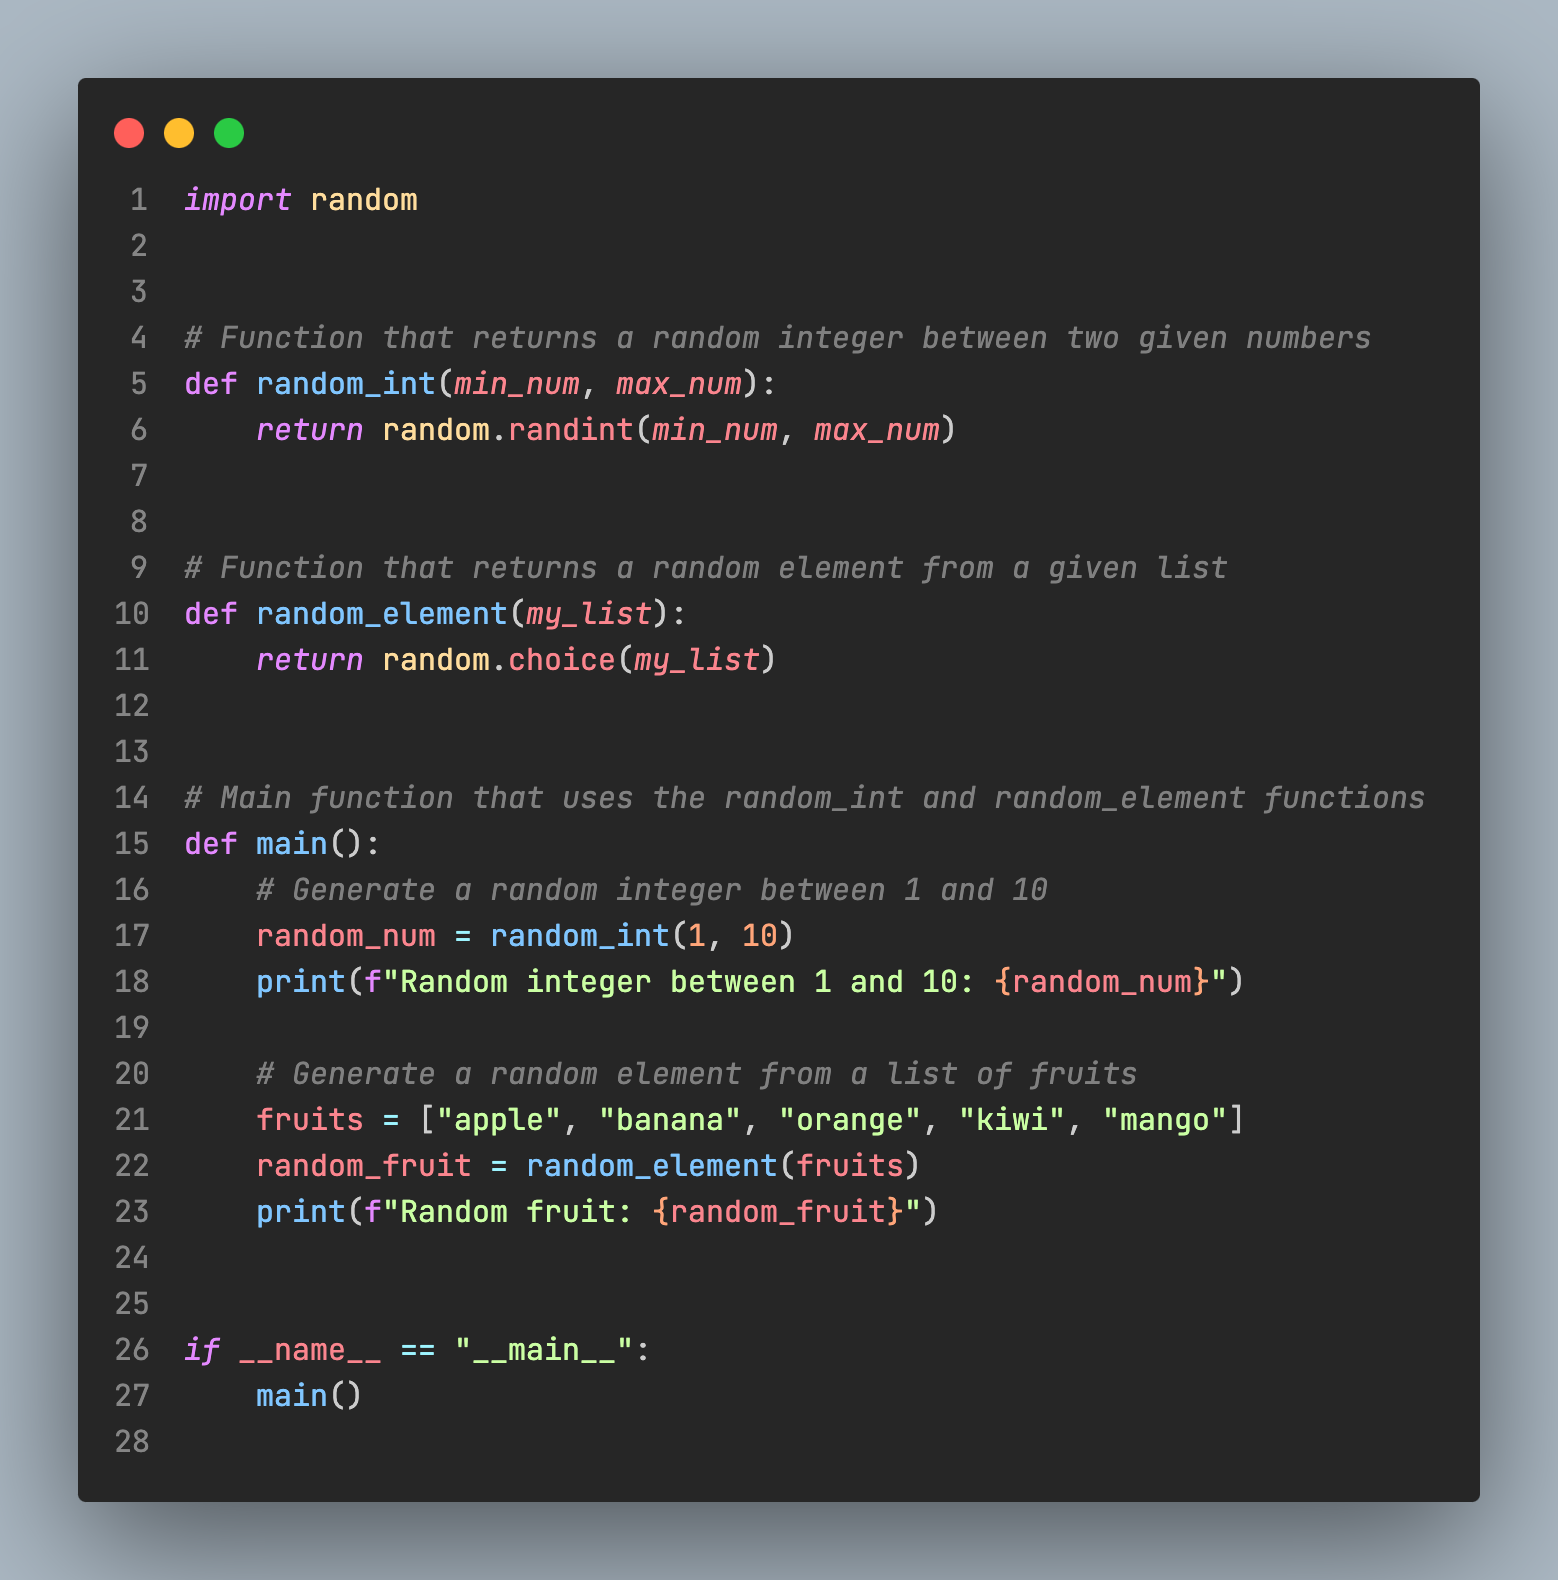 1 import random
2
3
4 # Function that returns a random integer between two given numbers
5 def random_int(min_num, max_num):
6     return random.randint(min_num, max_num)
7
8
9 # Function that returns a random element from a given list
10 def random_element(my_list):
11     return random.choice(my_list)
12
13
14 # Main function that uses the random_int and random_element functions
15 def main():
16     # Generate a random integer between 1 and 10
17     random_num = random_int(1, 10)
18     print(f"Random integer between 1 and 10: {random_num}")
19
20     # Generate a random element from a list of fruits
21     fruits = ["apple", "banana", "orange", "kiwi", "mango"]
22     random_fruit = random_element(fruits)
23     print(f"Random fruit: {random_fruit}")
24
25
26 if __name__ == "__main__":
27     main()
28